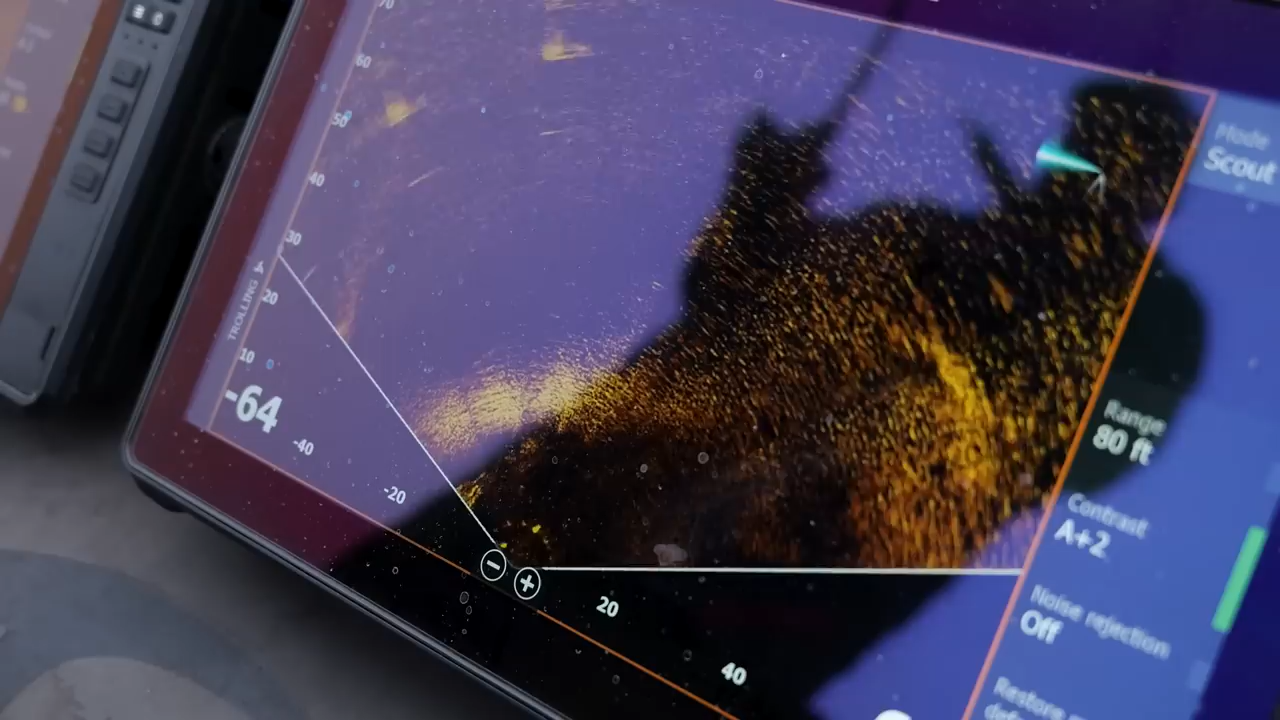 70
60
50
40
30
20
10
TROLLING
-64
-40
-20
20
40
Mode
Scout
Range
80 ft
Contrast
A+2
Noise rejection
Off
Restore